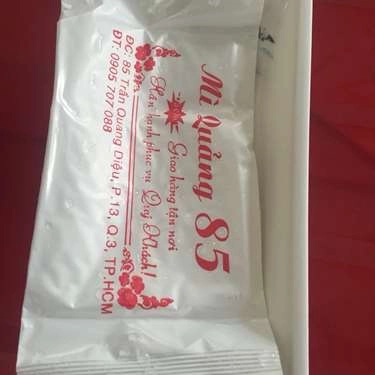 Mì Quảng 85
Giao hàng tận nơi
Hân hạnh phục vụ Quý Khách!
ĐC: 85 Trần Quang Diệu, P.13, Q.3, TP.HCM
ĐT: 0905 707 088